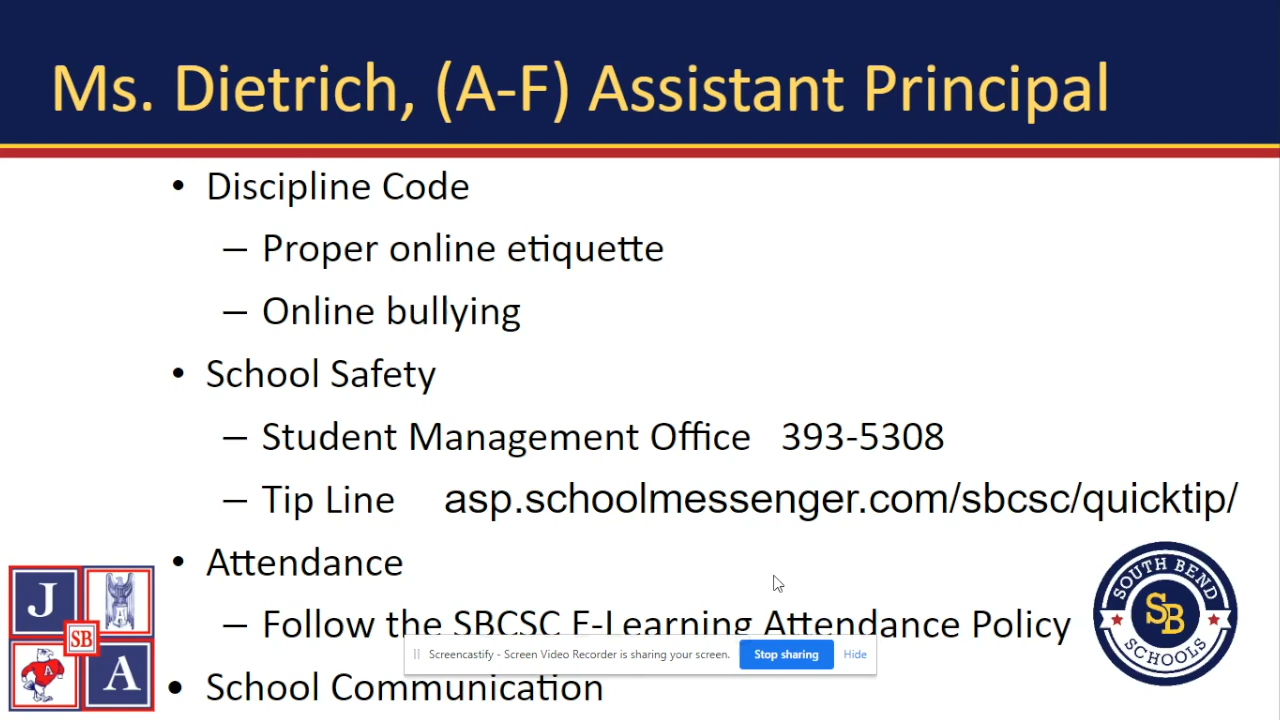 Ms. Dietrich, (A-F) Assistant Principal
• Discipline Code
– Proper online etiquette
– Online bullying
• School Safety
– Student Management Office 393-5308
– Tip Line asp.schoolmessenger.com/sbcsc/quicktip/
• Attendance
– Follow the SBCSC E-Learning Attendance Policy
Screencastify - Screen Video Recorder is sharing your screen. Stop sharing Hide
• School Communication
J
A
SB
A
A
SOUTH BEND
SB
SCHOOLS